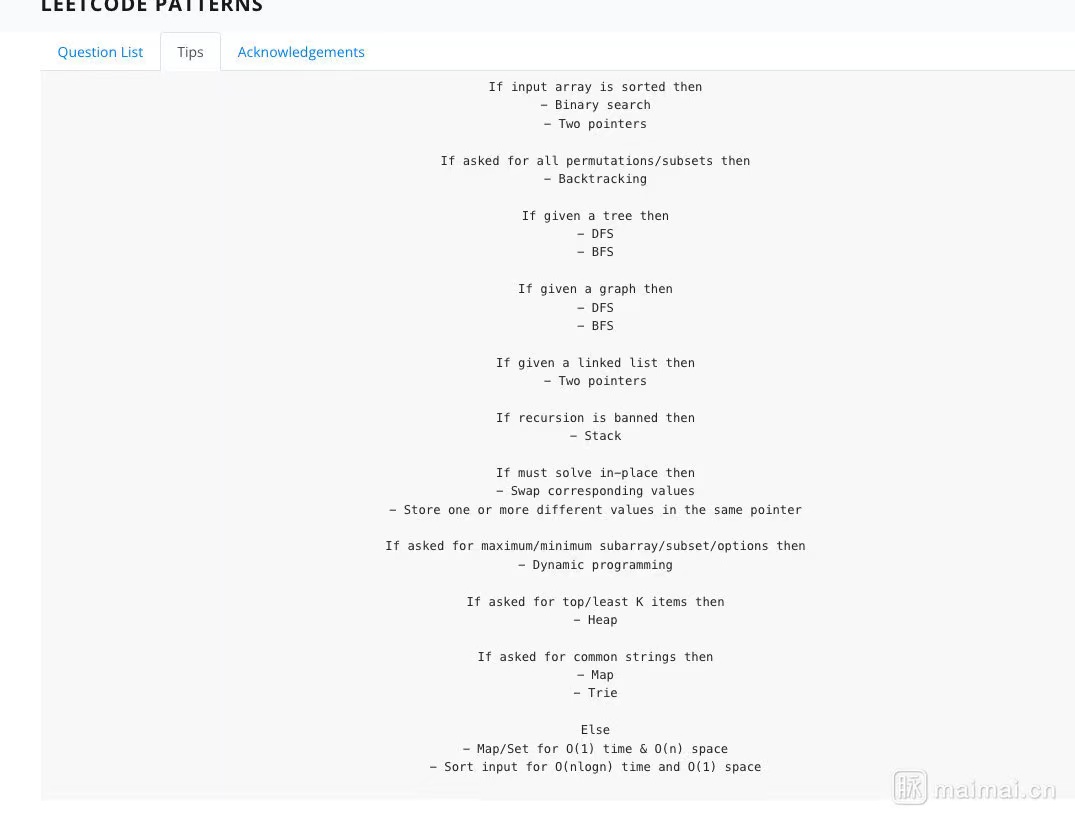 LEETCODE PATTERNS
Question List
Tips
Acknowledgements
If input array is sorted then
- Binary search
- Two pointers
If asked for all permutations/subsets then
- Backtracking
If given a tree then
- DFS
- BFS
If given a graph then
- DFS
- BFS
If given a linked list then
- Two pointers
If recursion is banned then
- Stack
If must solve in-place then
- Swap corresponding values
- Store one or more different values in the same pointer
If asked for maximum/minimum subarray/subset/options then
- Dynamic programming
If asked for top/least K items then
- Heap
If asked for common strings then
- Map
- Trie
Else
- Map/Set for O(1) time & O(n) space
- Sort input for O(nlogn) time and O(1) space
脉 maimai.cn